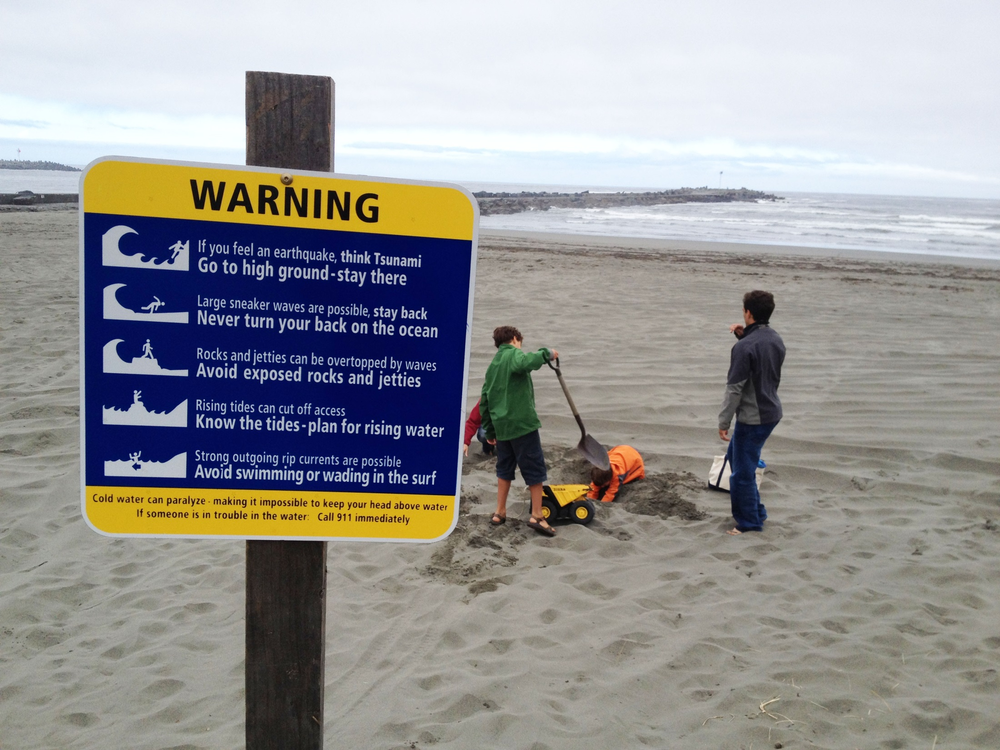 WARNING
If you feel an earthquake, think Tsunami
Go to high ground - stay there
Large sneaker waves are possible, stay back
Never turn your back on the ocean
Rocks and jetties can be overtopped by waves
Avoid exposed rocks and jetties
Rising tides can cut off access
Know the tides - plan for rising water
Strong outgoing rip currents are possible
Avoid swimming or wading in the surf
Cold water can paralyze - making it impossible to keep your head above water
If someone is in trouble in the water: Call 911 immediately
Tonka